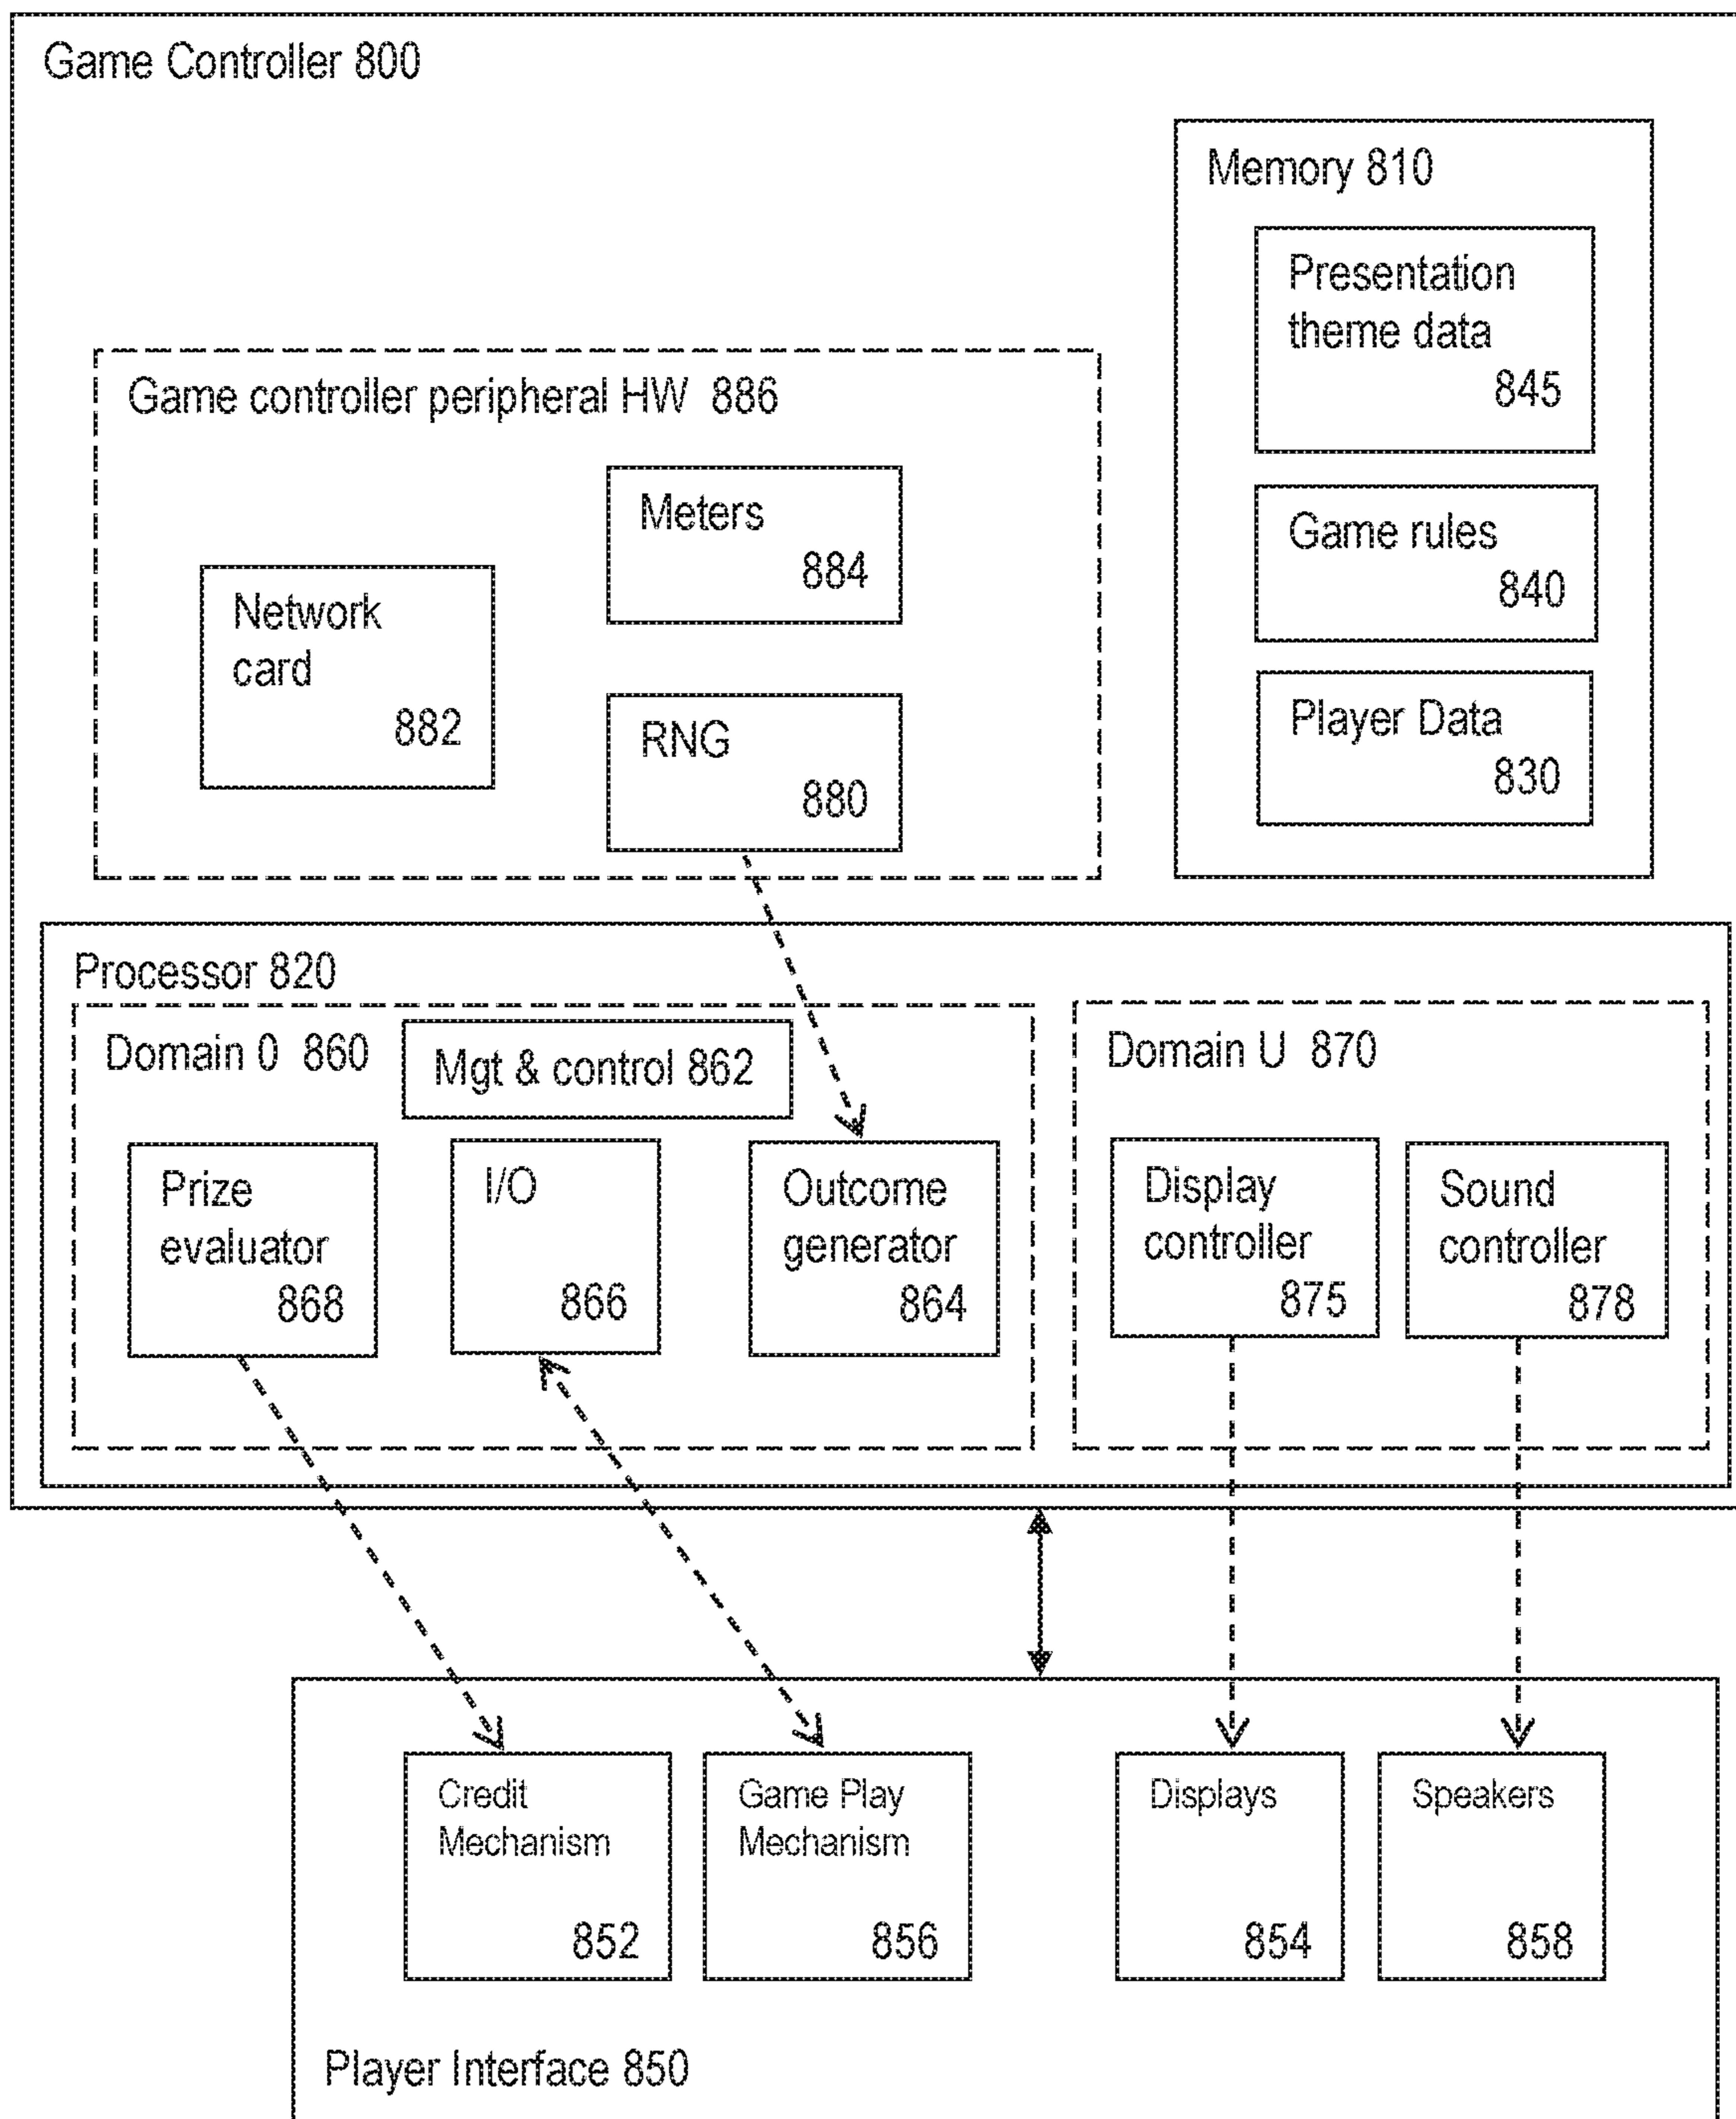 Game Controller 800
Memory 810
Presentation
theme data
845
Game rules
840
Player Data
830
Game controller peripheral HW 886
Meters
884
Network
card
882
RNG
880
Processor 820
Domain 0 860
Mgt & control 862
Prize
evaluator
868
I/O
866
Outcome
generator
864
Domain U 870
Display
controller
875
Sound
controller
878
Credit
Mechanism
852
Game Play
Mechanism
856
Displays
854
Speakers
858
Player Interface 850